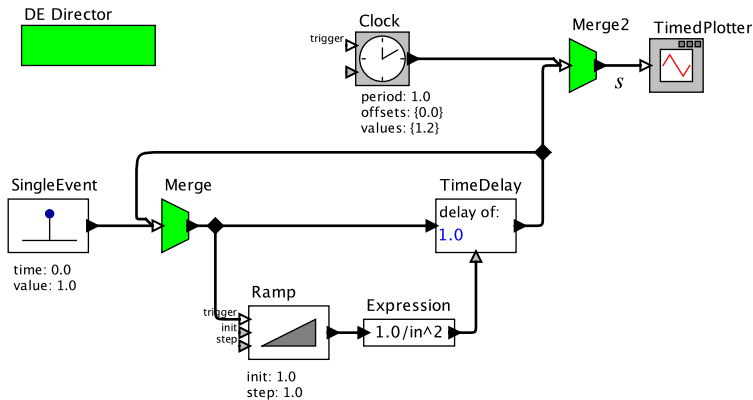 DE Director
Clock
trigger
period: 1.0
offsets: {0.0}
values: {1.2}
Merge2
TimedPlotter
s
SingleEvent
time: 0.0
value: 1.0
Merge
TimeDelay
delay of:
1.0
Ramp
trigger
init
step
init: 1.0
step: 1.0
Expression
1.0/in^2